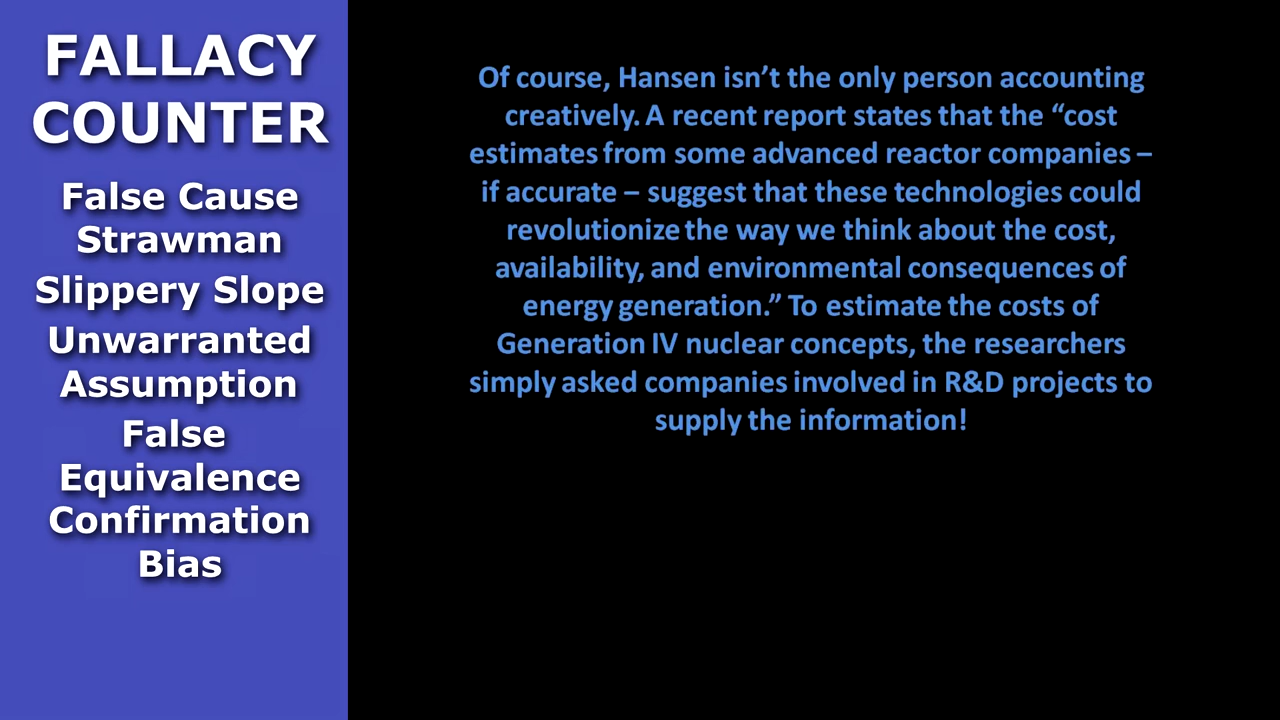 FALLACY
COUNTER
False Cause
Strawman
Slippery Slope
Unwarranted
Assumption
False
Equivalence
Confirmation
Bias
Of course, Hansen isn’t the only person accounting
creatively. A recent report states that the “cost
estimates from some advanced reactor companies –
if accurate – suggest that these technologies could
revolutionize the way we think about the cost,
availability, and environmental consequences of
energy generation.” To estimate the costs of
Generation IV nuclear concepts, the researchers
simply asked companies involved in R&D projects to
supply the information!